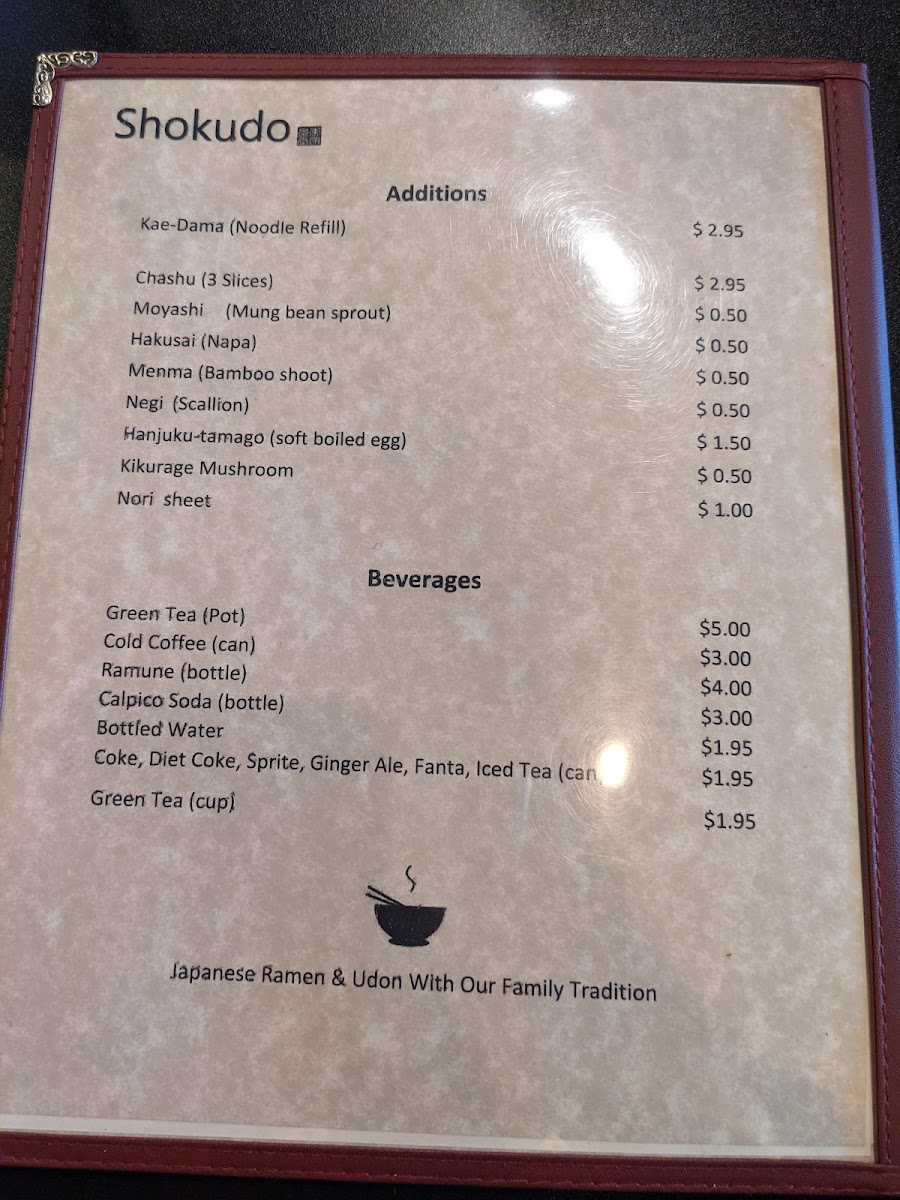 Shokudo
Additions
Kae-Dama (Noodle Refill) $ 2.95
Chashu (3 Slices) $ 2.95
Moyashi (Mung bean sprout) $ 0.50
Hakusai (Napa) $ 0.50
Menma (Bamboo shoot) $ 0.50
Negi (Scallion) $ 0.50
Hanjuku-tamago (soft boiled egg) $ 1.50
Kikurage Mushroom $ 0.50
Nori sheet $ 1.00
Beverages
Green Tea (Pot) $5.00
Cold Coffee (can) $3.00
Ramune (bottle) $4.00
Calpico Soda (bottle) $3.00
Bottled Water $1.95
Coke, Diet Coke, Sprite, Ginger Ale, Fanta, Iced Tea (can $1.95
Green Tea (cup) $1.95
Japanese Ramen & Udon With Our Family Tradition